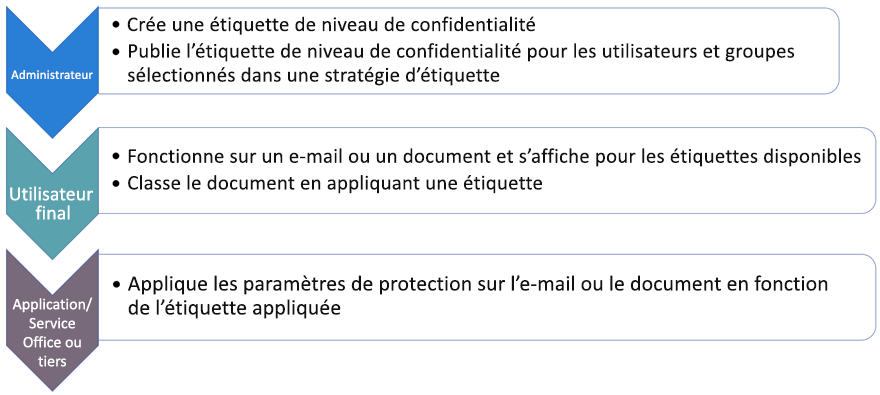 Administrateur
• Crée une étiquette de niveau de confidentialité
• Publie l’étiquette de niveau de confidentialité pour les utilisateurs et groupes
sélectionnés dans une stratégie d’étiquette
Utilisateur
final
• Fonctionne sur un e-mail ou un document et s’affiche pour les étiquettes disponibles
• Classe le document en appliquant une étiquette
Application/
Service
Office ou
tiers
• Applique les paramètres de protection sur l’e-mail ou le document en fonction
de l’étiquette appliquée